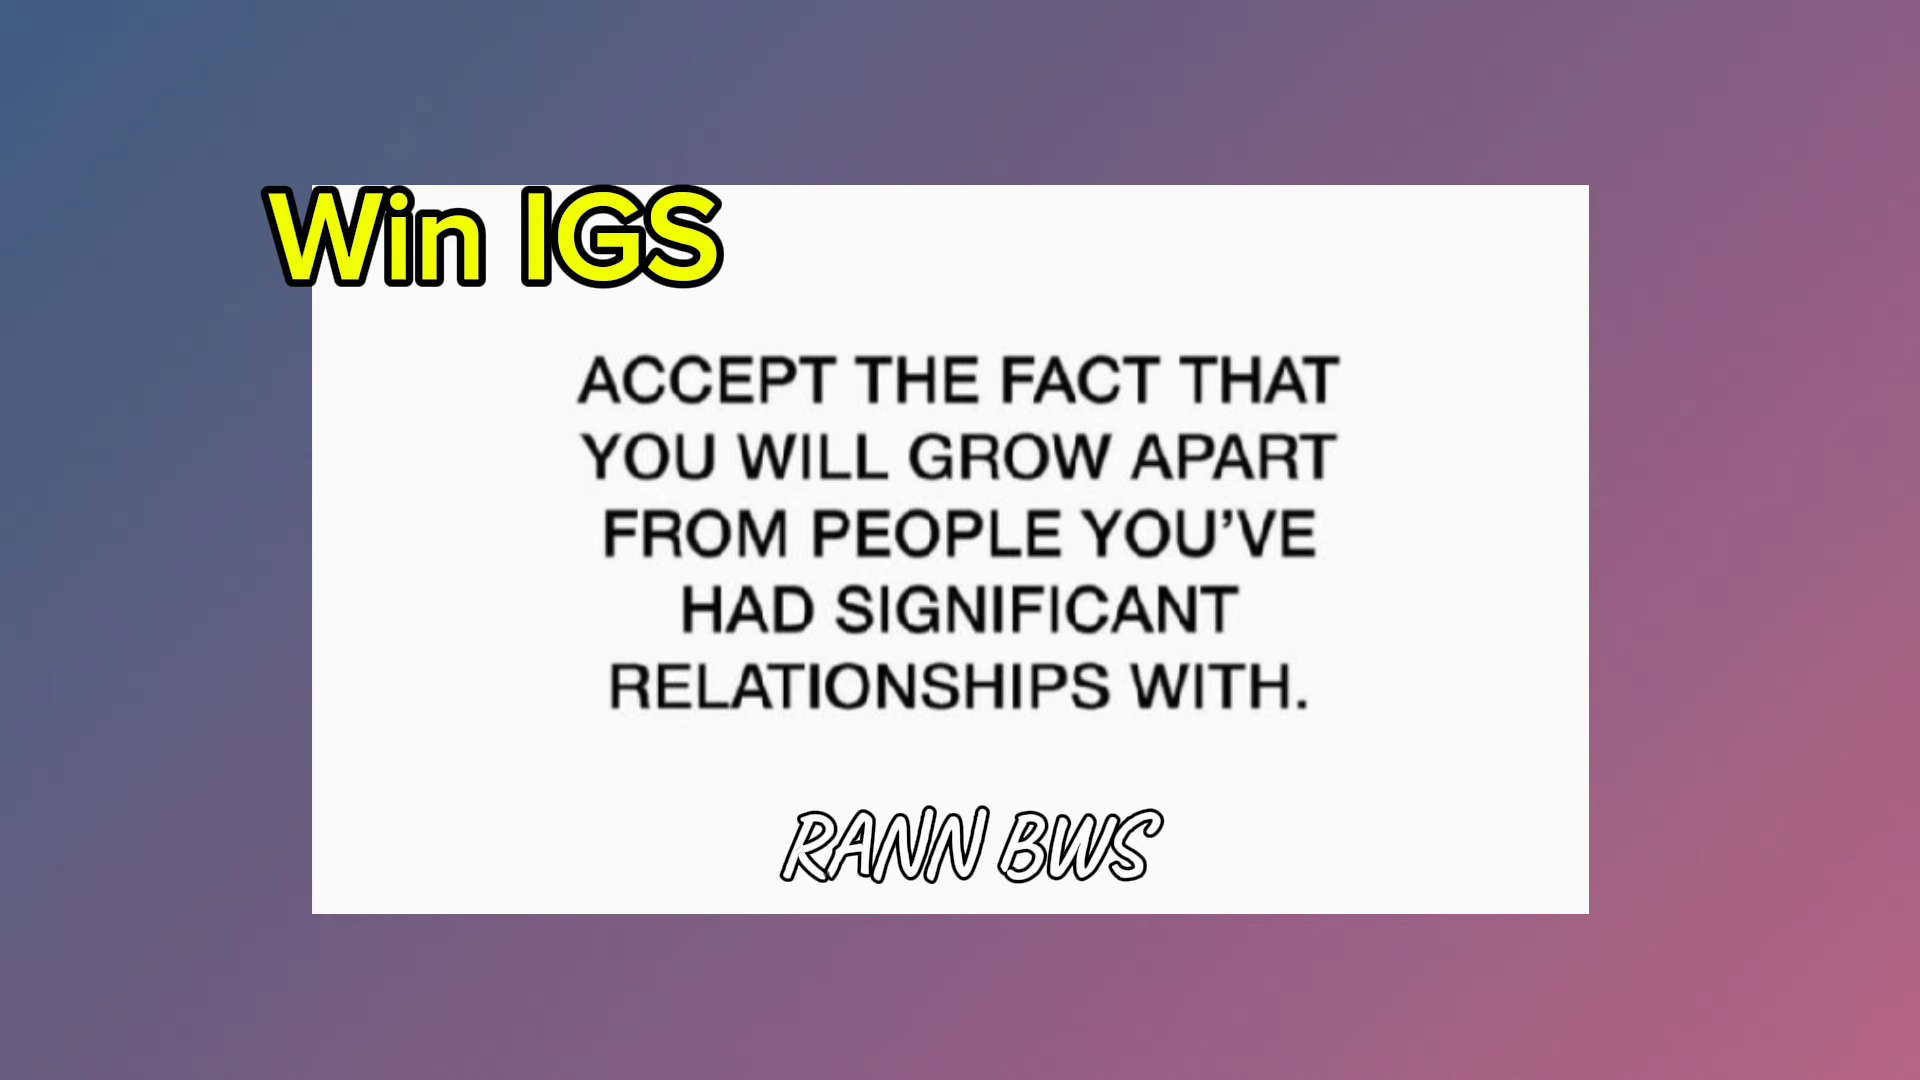 Win IGS
ACCEPT THE FACT THAT
YOU WILL GROW APART
FROM PEOPLE YOU’VE
HAD SIGNIFICANT
RELATIONSHIPS WITH.
RANN BWS